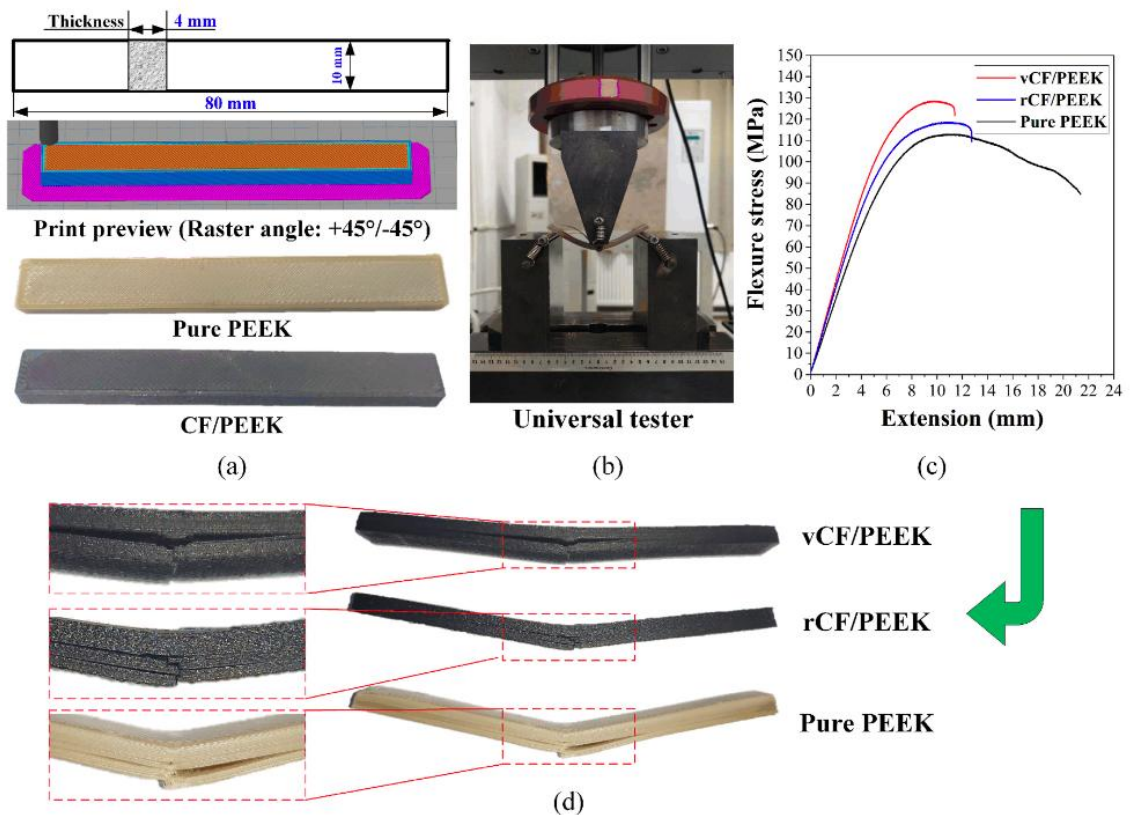 Thickness 4 mm
10 mm
80 mm
Print preview (Raster angle: +45°/-45°)
Pure PEEK
CF/PEEK
(a)
Universal tester
(b)
150
140
130
120
110
100
90
80
70
60
50
40
30
20
10
0
Flexure stress (MPa)
vCF/PEEK
rCF/PEEK
Pure PEEK
0 2 4 6 8 10 12 14 16 18 20 22 24
Extension (mm)
(c)
vCF/PEEK
rCF/PEEK
Pure PEEK
(d)